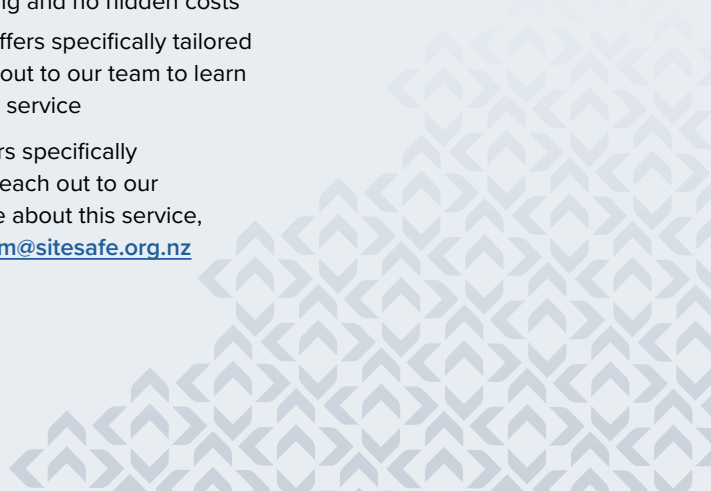 ng and no hidden costs
ffers specifically tailored
out to our team to learn
service
rs specifically
each out to our
e about this service,
m@sitesafe.org.nz